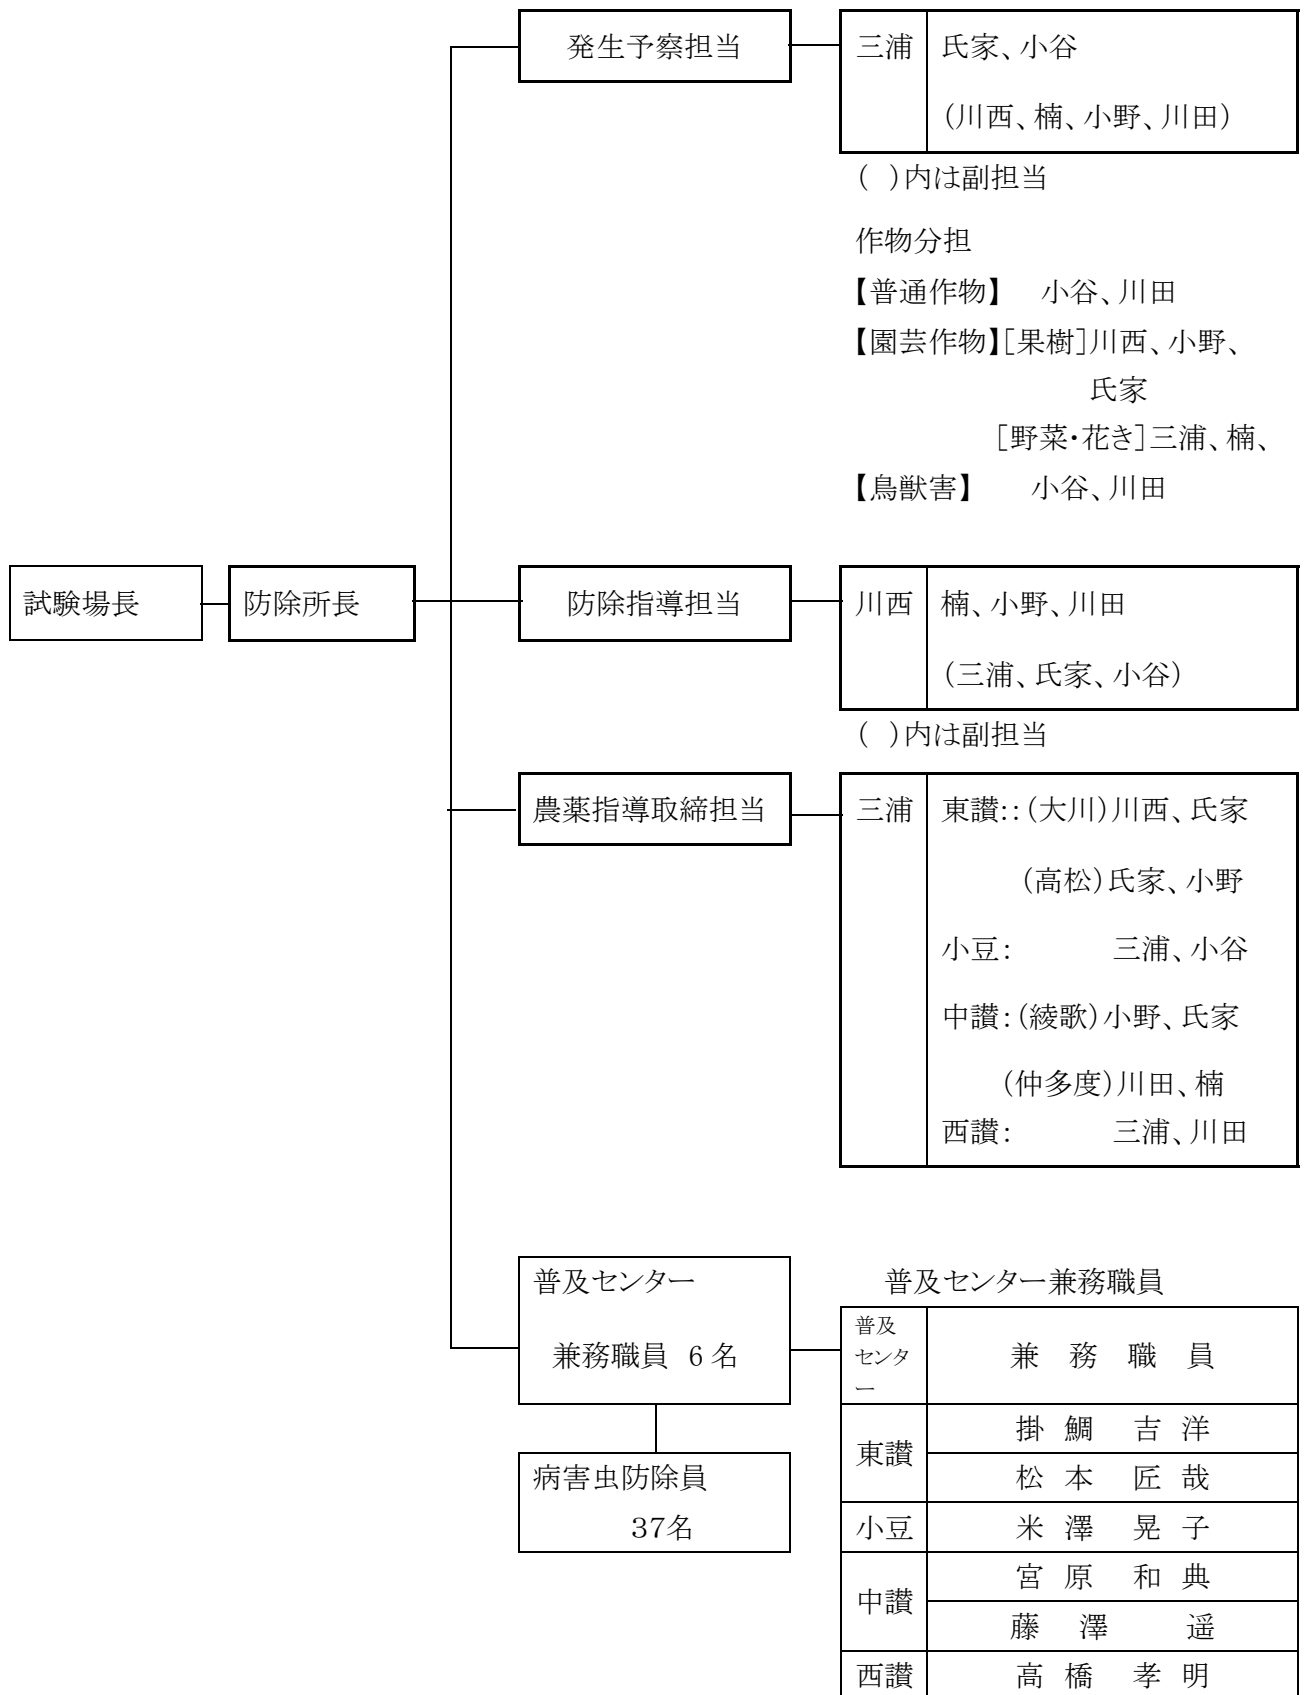 発生予察担当
三浦 氏家、小谷
(川西、楠、小野、川田)
( )内は副担当
作物分担
【普通作物】 小谷、川田
【園芸作物】[果樹]川西、小野、
氏家
[野菜・花き]三浦、楠、
【鳥獣害】 小谷、川田
試験場長
防除所長
防除指導担当
川西 楠、小野、川田
(三浦、氏家、小谷)
( )内は副担当
農薬指導取締担当
三浦 東讃::(大川)川西、氏家
(高松)氏家、小野
小豆: 三浦、小谷
中讃:(綾歌)小野、氏家
(仲多度)川田、楠
西讃: 三浦、川田
普及センター
兼務職員 6名
病害虫防除員
37名
普及センター兼務職員
普及
センタ
ー
兼 務 職 員
東讃 掛 鯛 吉 洋
松 本 匠 哉
小豆 米 澤 晃 子
中讃 宮 原 和 典
藤 澤 遥
西讃 高 橋 孝 明